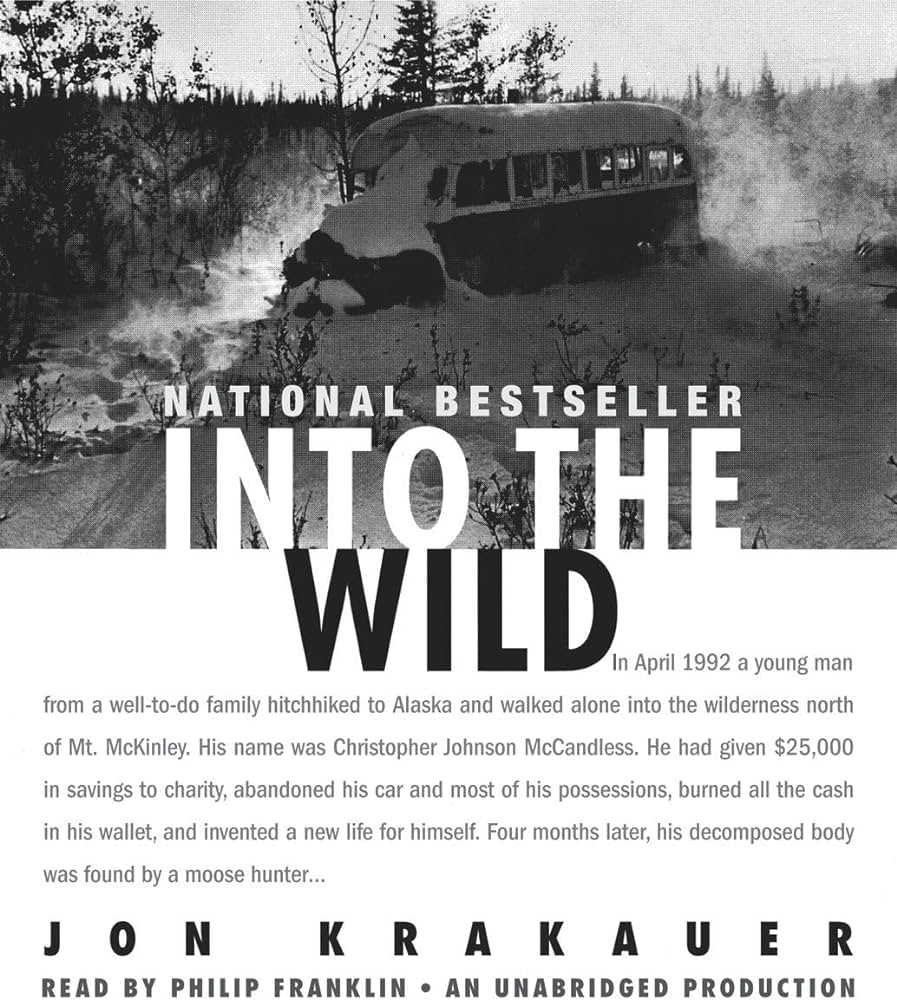 NATIONAL BESTSELLER
INTO THE
WILD
In April 1992 a young man
from a well-to-do family hitchhiked to Alaska and walked alone into the wilderness north
of Mt. McKinley. His name was Christopher Johnson McCandless. He had given $25,000
in savings to charity, abandoned his car and most of his possessions, burned all the cash
in his wallet, and invented a new life for himself. Four months later, his decomposed body
was found by a moose hunter...
JON KRAKAUER
READ BY PHILIP FRANKLIN • AN UNABRIDGED PRODUCTION